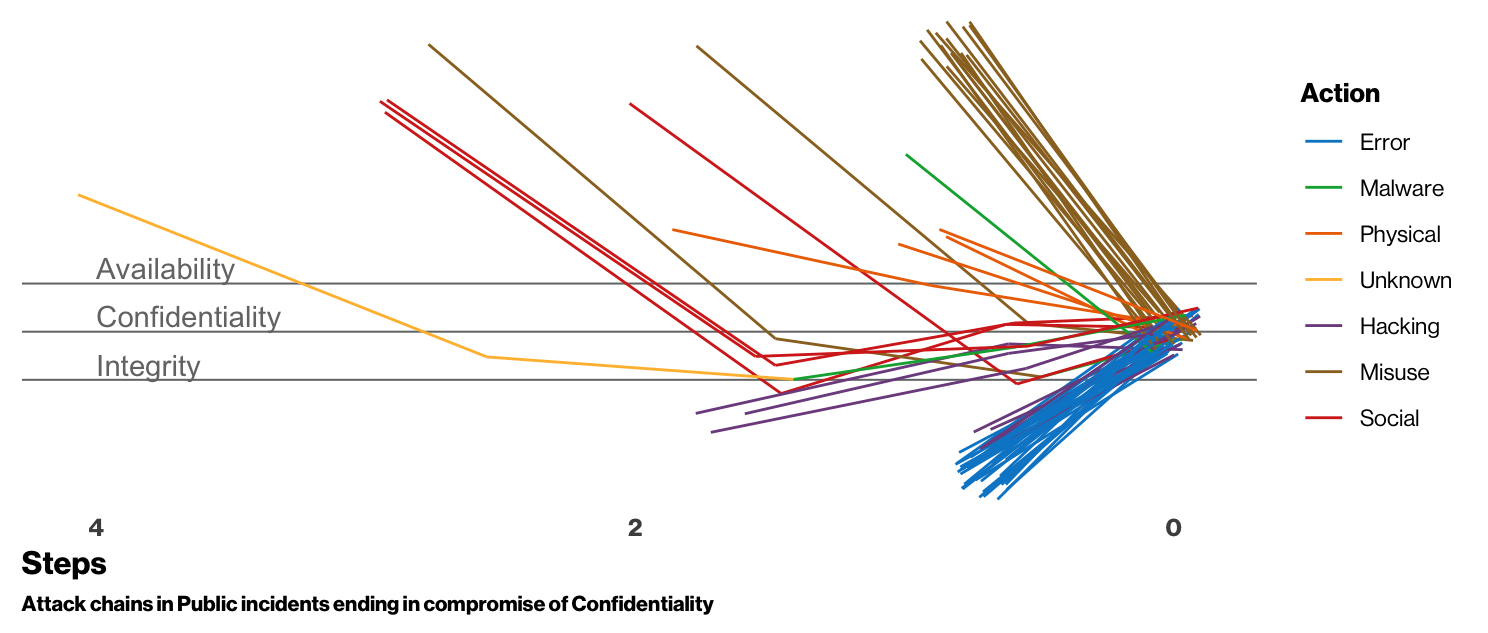 Availability
Confidentiality
Integrity
4
2
0
Steps
Attack chains in Public incidents ending in compromise of Confidentiality
Action
Error
Malware
Physical
Unknown
Hacking
Misuse
Social